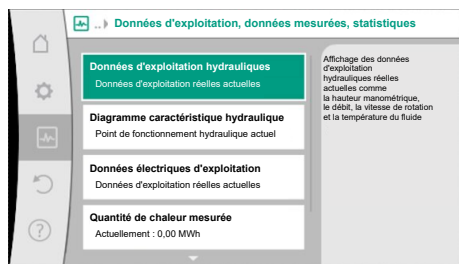 ..▸ Données d'exploitation, données mesurées, statistiques
Données d'exploitation hydrauliques
Données d'exploitation réelles actuelles
Diagramme caractéristique hydraulique
Point de fonctionnement hydraulique actuel
Données électriques d'exploitation
Données d'exploitation réelles actuelles
Quantité de chaleur mesurée
Actuellement : 0,00 MWh
Affichage des données
d'exploitation
hydrauliques réelles
actuelles comme
la hauteur manométrique,
le débit, la vitesse de rotation
et la température du fluide
?